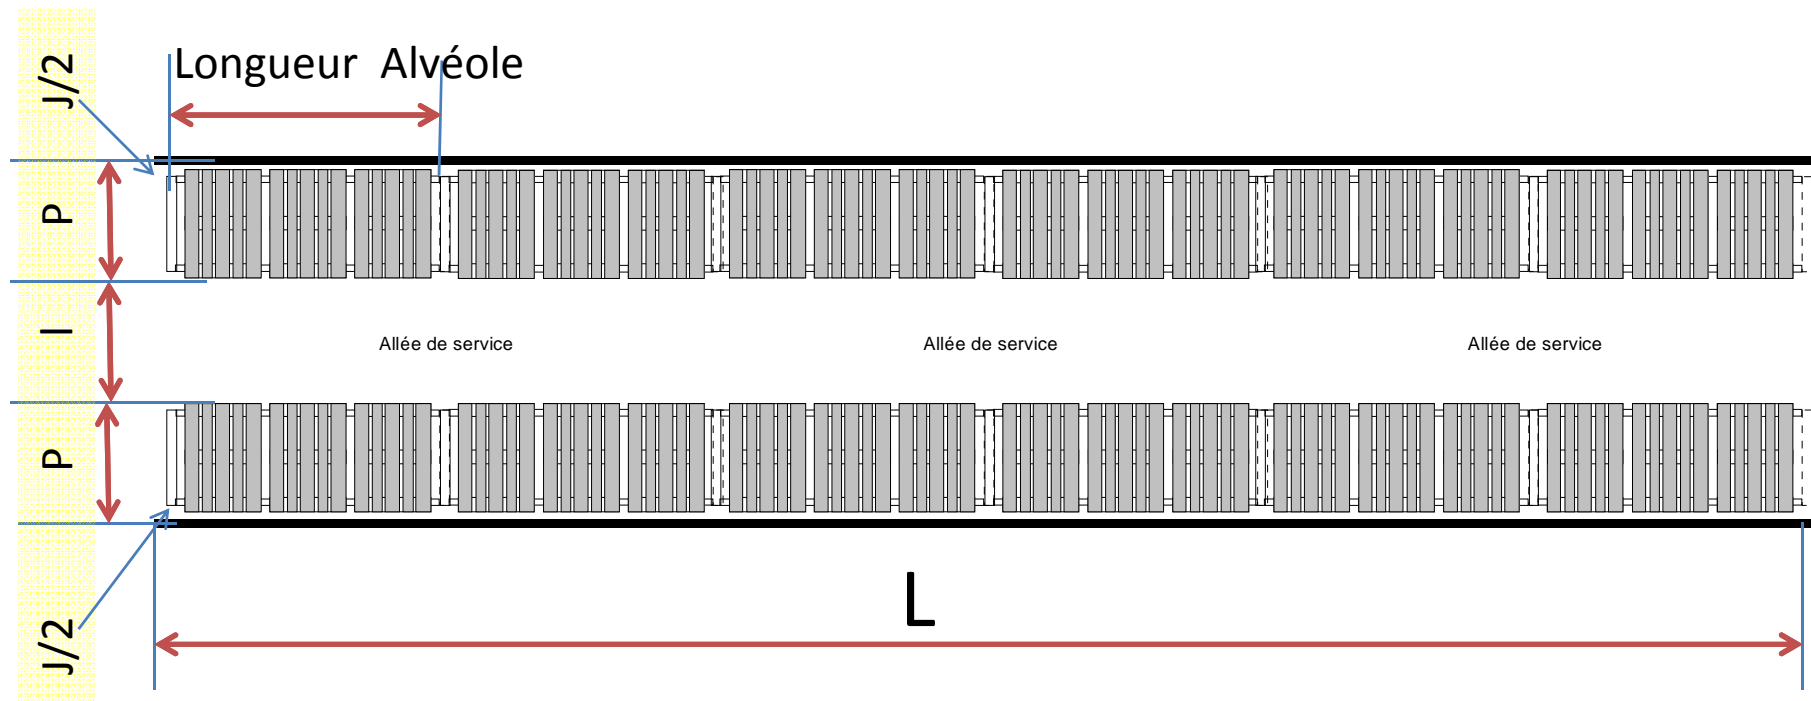 Longueur Alvéole
J/2
P
I
P
J/2
Allée de service
Allée de service
Allée de service
L